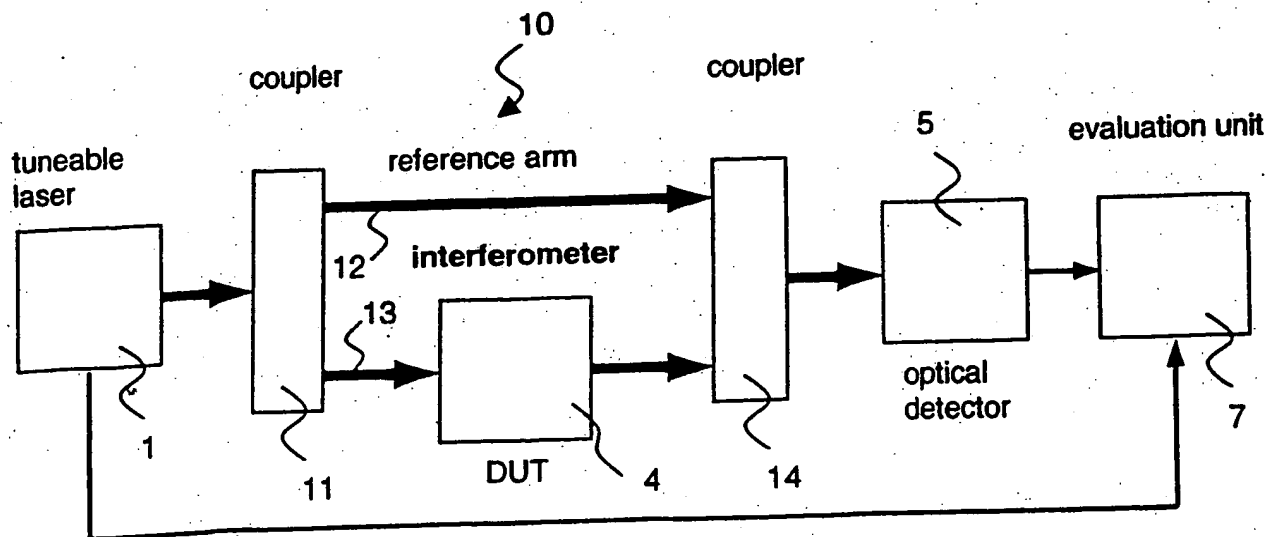 10
coupler
coupler
5
evaluation unit
tuneable
laser
reference arm
12
interferometer
13
optical
detector
1
11
DUT
4
14
7